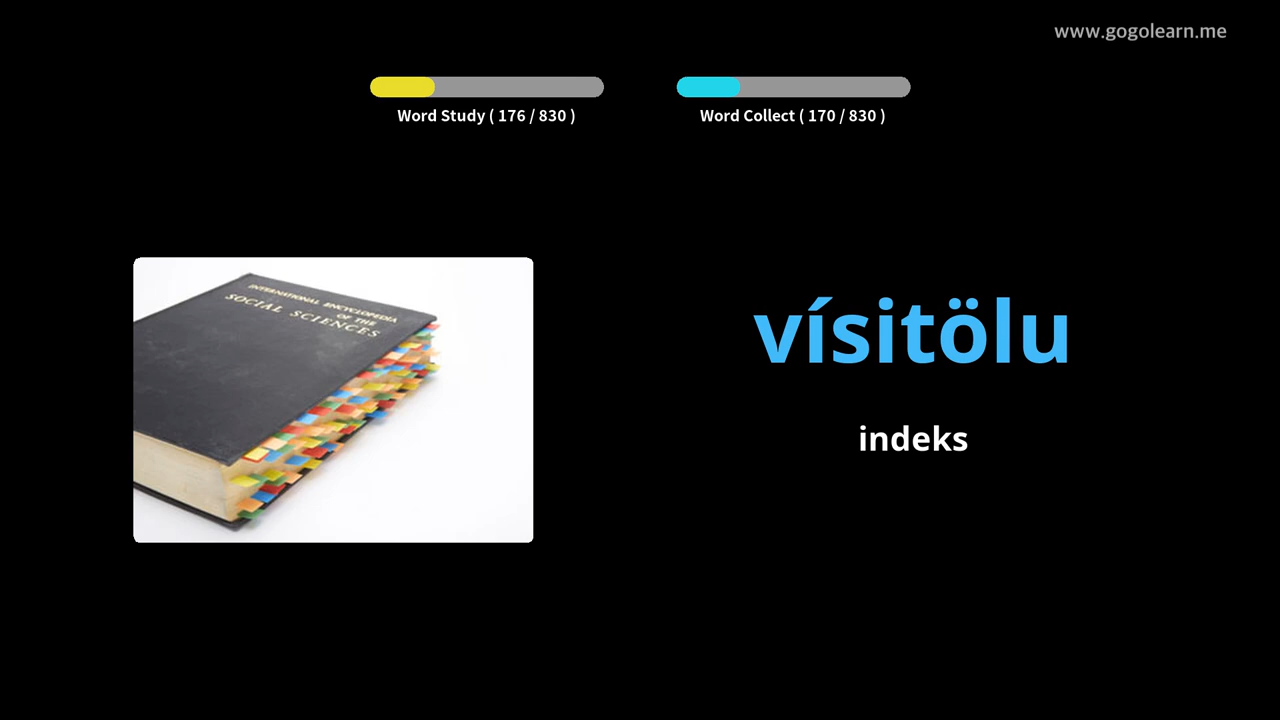 www.gogolearn.me
Word Study ( 176 / 830 )
Word Collect ( 170 / 830 )
INTERNATIONAL ENCYCLOPEDIA
OF THE
SOCIAL SCIENCES
vísitölu
indeks